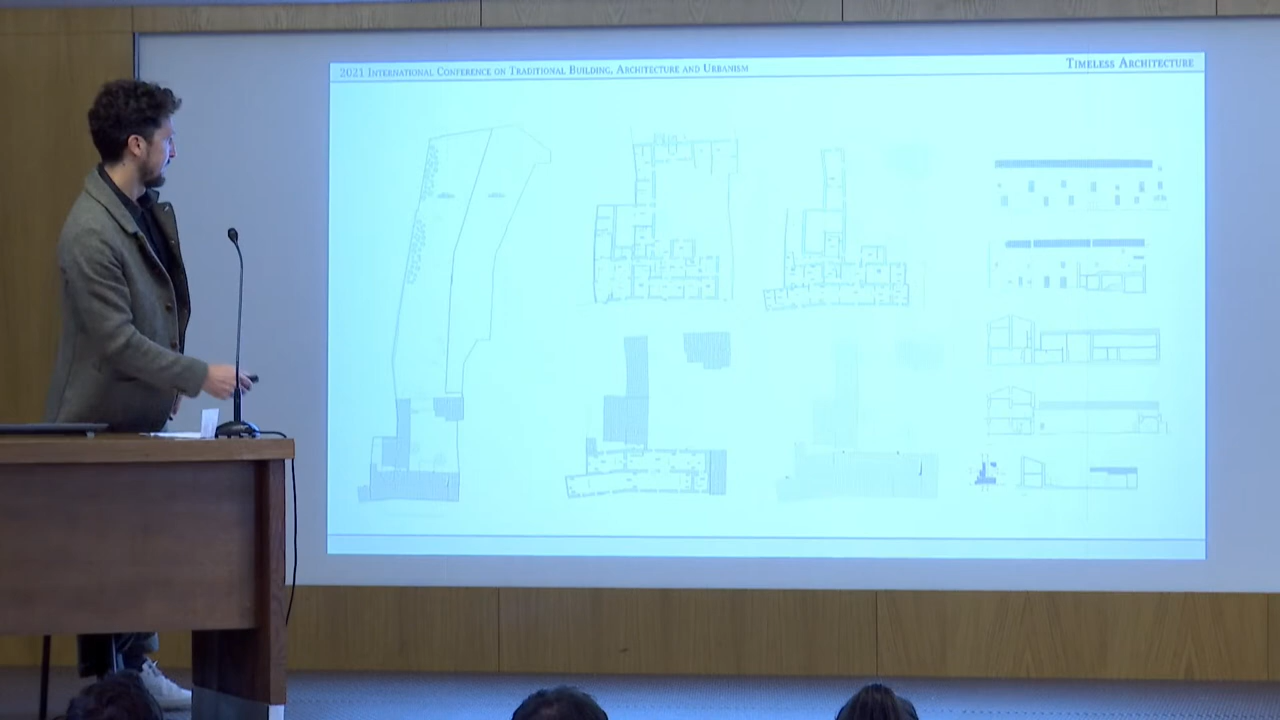 2021 International Conference on Traditional Building, Architecture and Urbanism
Timeless Architecture